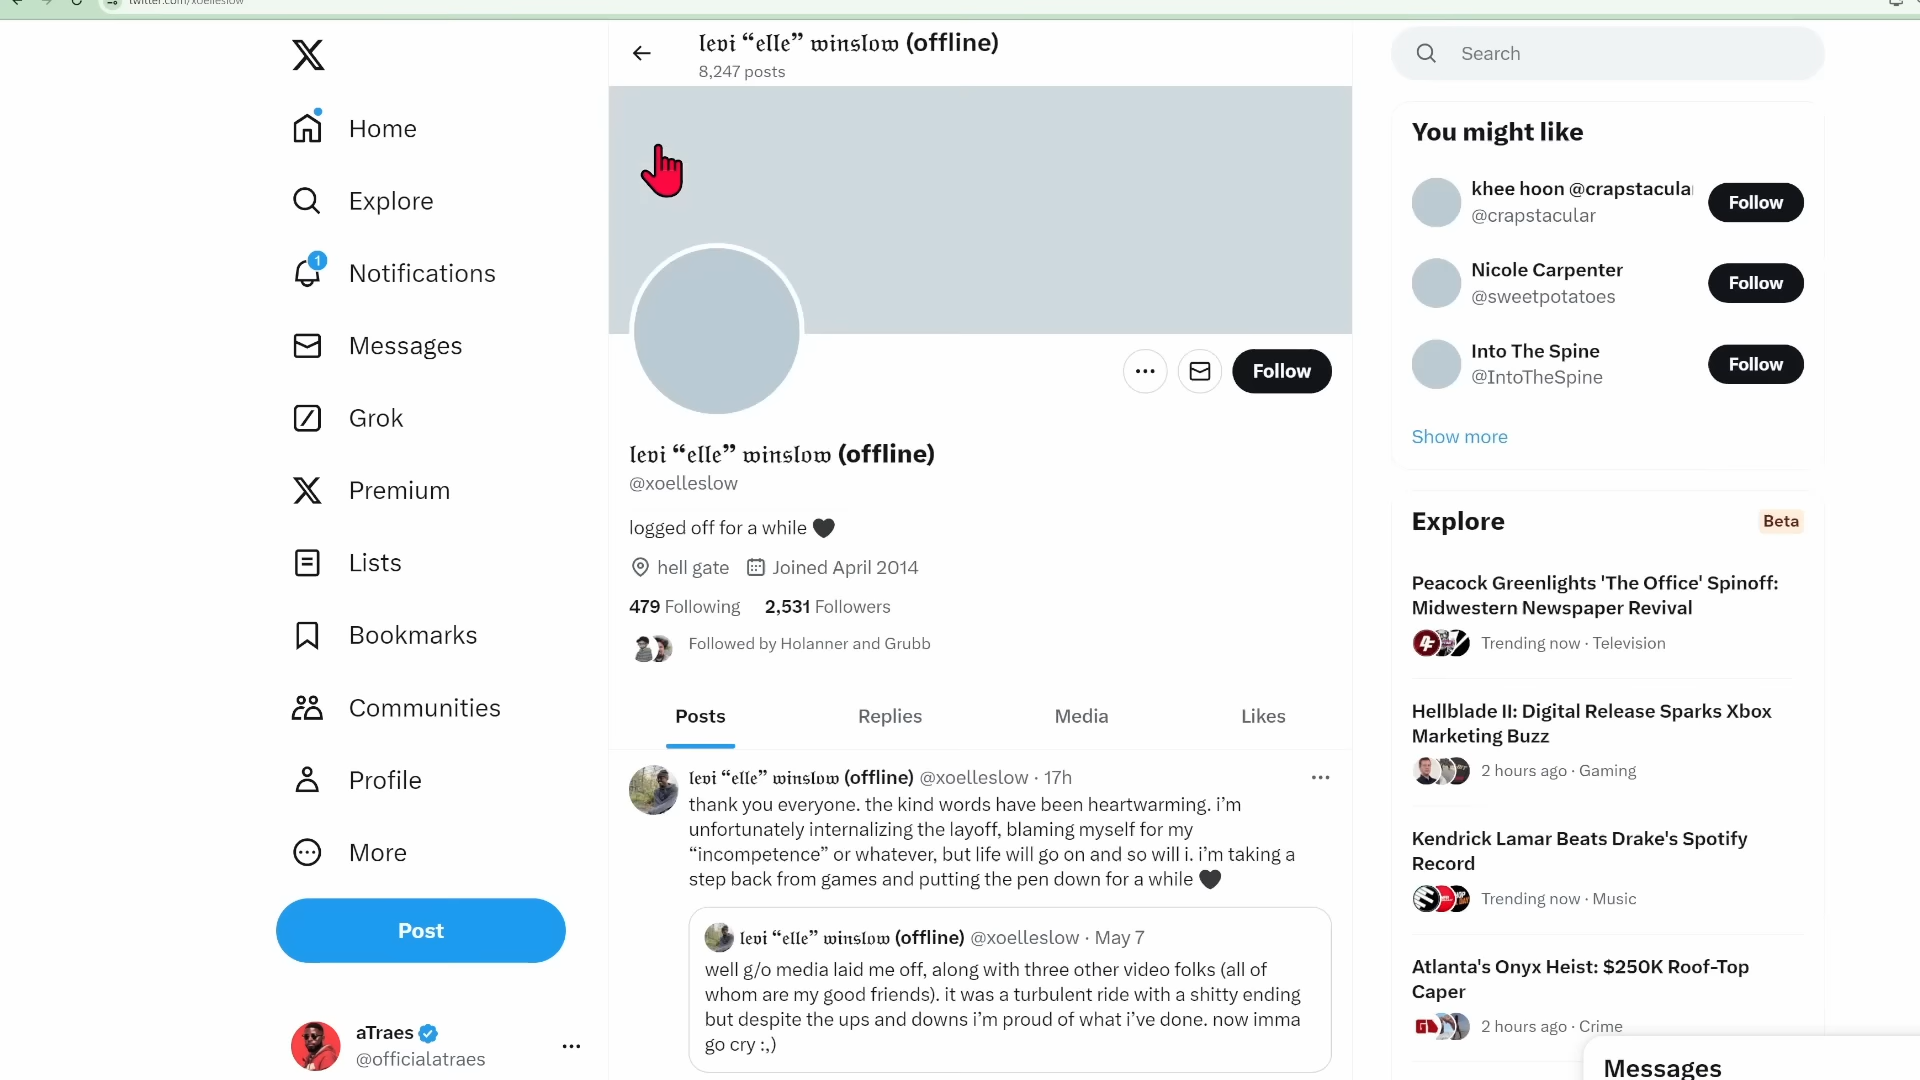 twitter.com/xoelleslow
Home
Explore
1
Notifications
Messages
Grok
Premium
Lists
Bookmarks
Communities
Profile
More
Post
aTraes
@officialatraes
𝔩𝔢𝔳𝔦 “𝔢𝔩𝔩𝔢” 𝔴𝔦𝔫𝔰𝔩𝔬𝔴 (offline)
8,247 posts
Follow
𝔩𝔢𝔳𝔦 “𝔢𝔩𝔩𝔢” 𝔴𝔦𝔫𝔰𝔩𝔬𝔴 (offline)
@xoelleslow
logged off for a while 🖤
hell gate Joined April 2014
479 Following 2,531 Followers
Followed by Holanner and Grubb
Posts Replies Media Likes
𝔩𝔢𝔳𝔦 “𝔢𝔩𝔩𝔢” 𝔴𝔦𝔫𝔰𝔩𝔬𝔴 (offline) @xoelleslow · 17h
thank you everyone. the kind words have been heartwarming. i’m
unfortunately internalizing the layoff, blaming myself for my
“incompetence” or whatever, but life will go on and so will i. i’m taking a
step back from games and putting the pen down for a while 🖤
𝔩𝔢𝔳𝔦 “𝔢𝔩𝔩𝔢” 𝔴𝔦𝔫𝔰𝔩𝔬𝔴 (offline) @xoelleslow · May 7
well g/o media laid me off, along with three other video folks (all of
whom are my good friends). it was a turbulent ride with a shitty ending
but despite the ups and downs i’m proud of what i’ve done. now imma
go cry :,)
Search
You might like
khee hoon @crapstacular
@crapstacular
Follow
Nicole Carpenter
@sweetpotatoes
Follow
Into The Spine
@IntoTheSpine
Follow
Show more
Explore Beta
Peacock Greenlights 'The Office' Spinoff:
Midwestern Newspaper Revival
Trending now · Television
Hellblade II: Digital Release Sparks Xbox
Marketing Buzz
2 hours ago · Gaming
Kendrick Lamar Beats Drake's Spotify
Record
Trending now · Music
Atlanta's Onyx Heist: $250K Roof-Top
Caper
2 hours ago · Crime
Messages